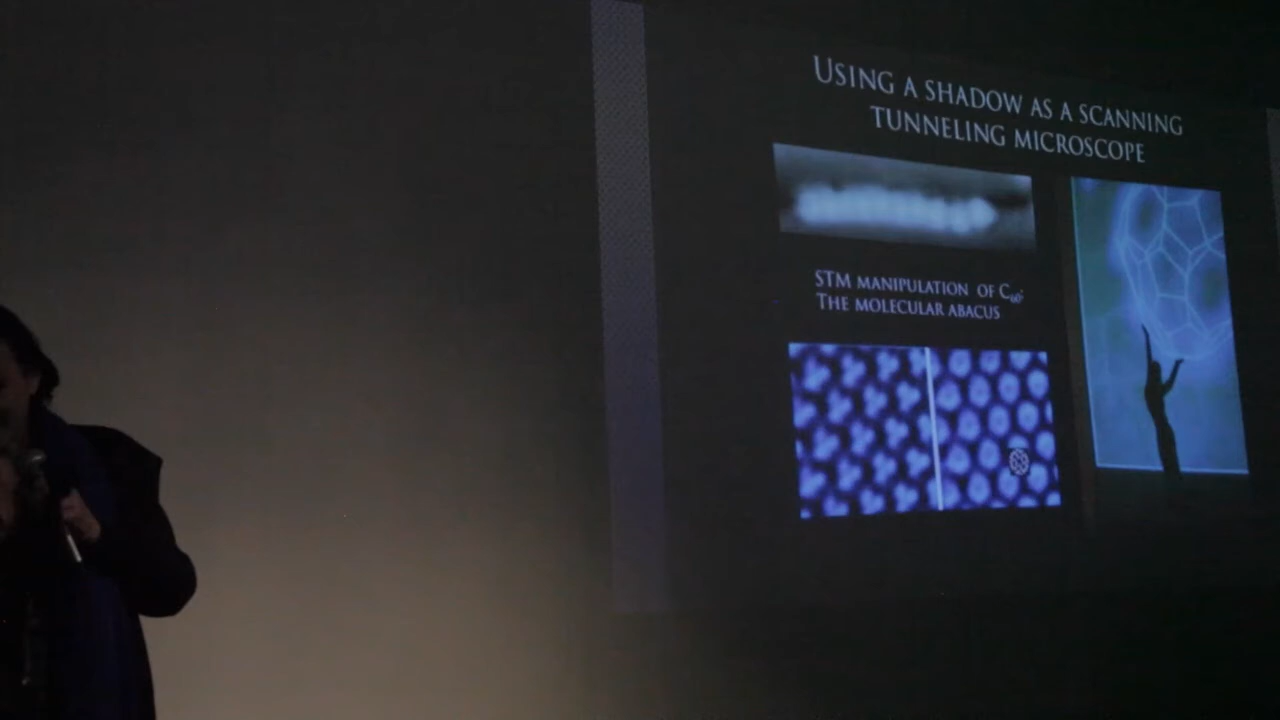 USING A SHADOW AS A SCANNING
TUNNELING MICROSCOPE
STM MANIPULATION OF C60:
THE MOLECULAR ABACUS